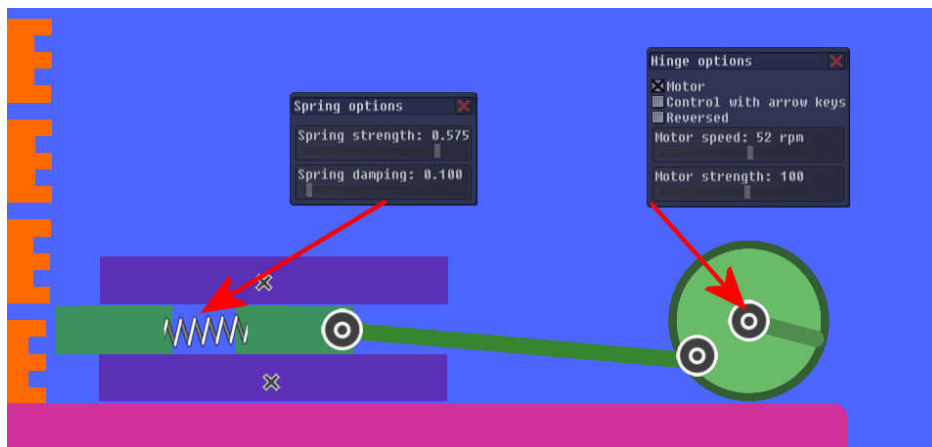 Spring options
Spring strength: 0.575
Spring damping: 0.100
Hinge options
Motor
Control with arrow keys
Reversed
Motor speed: 52 rpm
Motor strength: 100